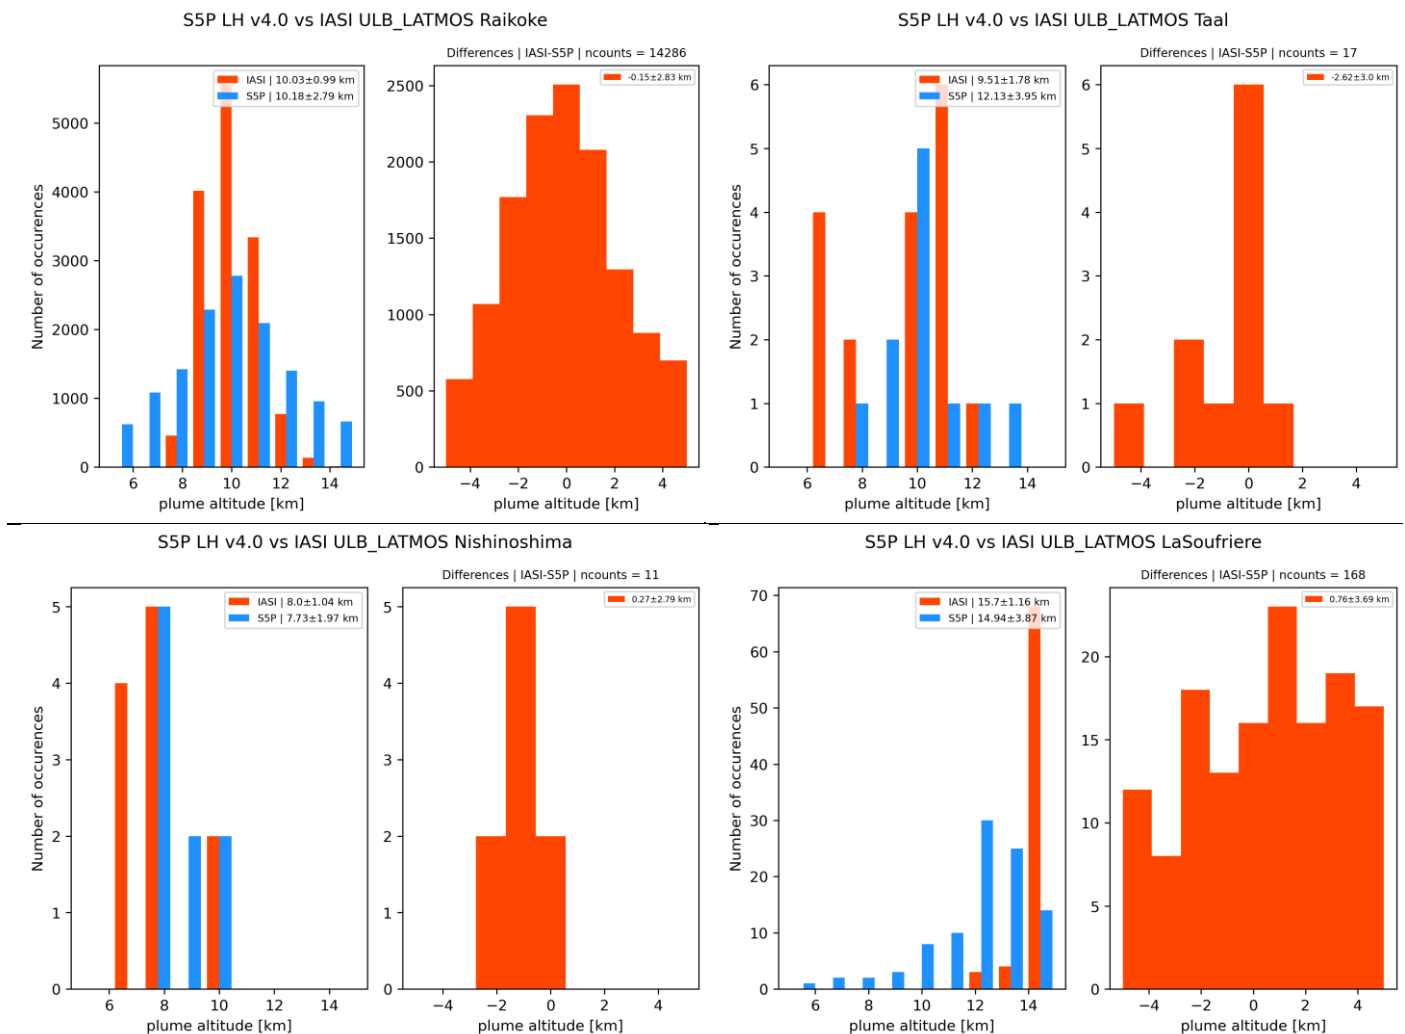 S5P LH v4.0 vs IASI ULB_LATMOS Raikoke
Differences | IASI-S5P | ncounts = 14286
IASI | 10.03±0.99 km
S5P | 10.18±2.79 km
-0.15±2.83 km
Number of occurences
0
1000
2000
3000
4000
5000
6
8
10
12
14
plume altitude [km]
0
500
1000
1500
2000
2500
−4
−2
0
2
4
plume altitude [km]
S5P LH v4.0 vs IASI ULB_LATMOS Taal
Differences | IASI-S5P | ncounts = 17
IASI | 9.51±1.78 km
S5P | 12.13±3.95 km
-2.62±3.0 km
Number of occurences
0
1
2
3
4
5
6
6
8
10
12
14
plume altitude [km]
0
1
2
3
4
5
6
−4
−2
0
2
4
plume altitude [km]
S5P LH v4.0 vs IASI ULB_LATMOS Nishinoshima
Differences | IASI-S5P | ncounts = 11
IASI | 8.0±1.04 km
S5P | 7.73±1.97 km
0.27±2.79 km
Number of occurences
0
1
2
3
4
5
6
8
10
12
14
plume altitude [km]
0
1
2
3
4
5
−4
−2
0
2
4
plume altitude [km]
S5P LH v4.0 vs IASI ULB_LATMOS LaSoufriere
Differences | IASI-S5P | ncounts = 168
IASI | 15.7±1.16 km
S5P | 14.94±3.87 km
0.76±3.69 km
Number of occurences
0
10
20
30
40
50
60
70
6
8
10
12
14
plume altitude [km]
0
5
10
15
20
−4
−2
0
2
4
plume altitude [km]